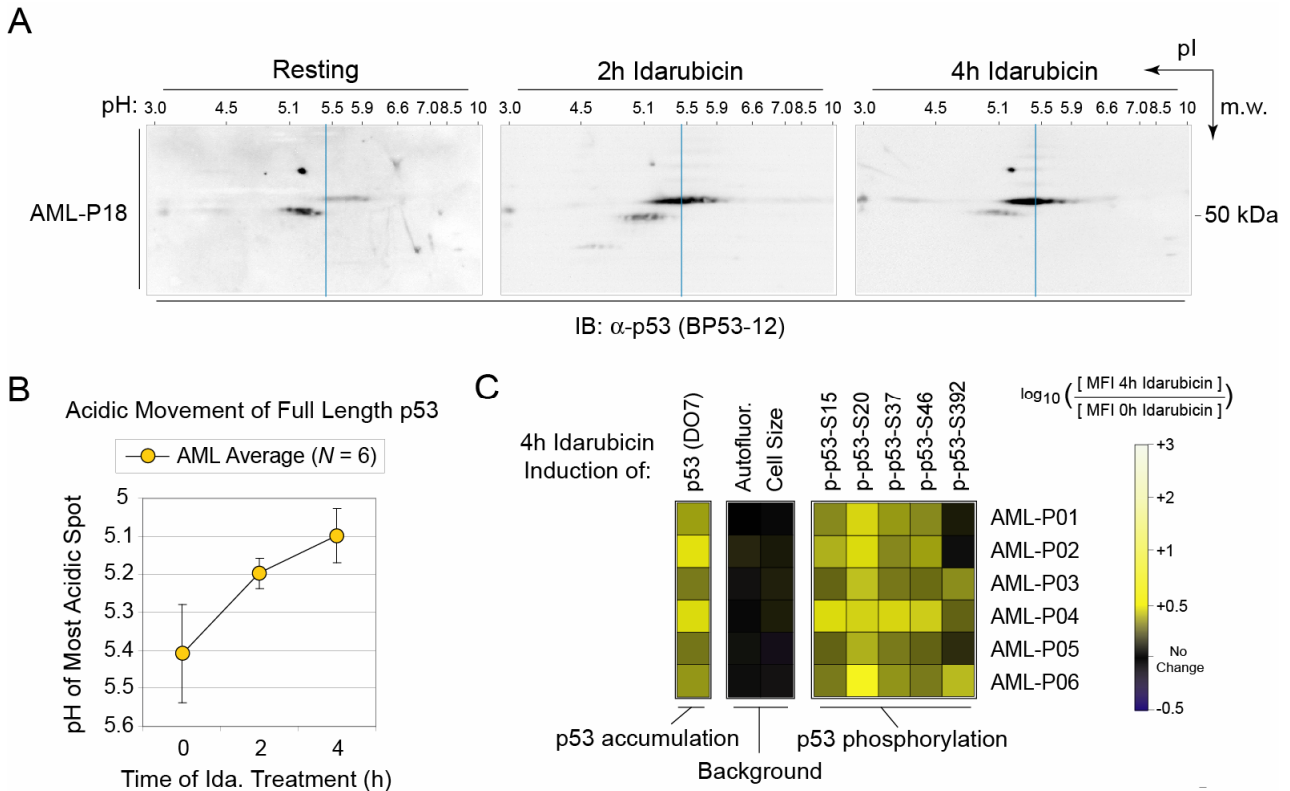 A
Resting
2h Idarubicin
4h Idarubicin
pI
pH: 3.0 4.5 5.1 5.5 5.9 6.6 7.0 8.5 10
3.0 4.5 5.1 5.5 5.9 6.6 7.0 8.5 10
3.0 4.5 5.1 5.5 5.9 6.6 7.0 8.5 10
m.w.
AML-P18
50 kDa
IB: α-p53 (BP53-12)
B
Acidic Movement of Full Length p53
AML Average (N = 6)
pH of Most Acidic Spot
5
5.1
5.2
5.3
5.4
5.5
5.6
0 2 4
Time of Ida. Treatment (h)
C
4h Idarubicin
Induction of:
p53 (DO7)
Autofluor.
Cell Size
p-p53-S15
p-p53-S20
p-p53-S37
p-p53-S46
p-p53-S392
AML-P01
AML-P02
AML-P03
AML-P04
AML-P05
AML-P06
p53 accumulation
Background
p53 phosphorylation
log10 ( [ MFI 4h Idarubicin ]
[ MFI 0h Idarubicin ] )
+3
+2
+1
+0.5
No
Change
-0.5